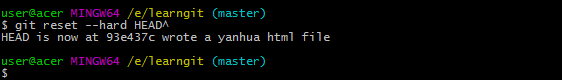 user@acer MINGW64 /e/learngit (master)
$ git reset --hard HEAD^
HEAD is now at 93e437c wrote a yanhua html file
user@acer MINGW64 /e/learngit (master)
$